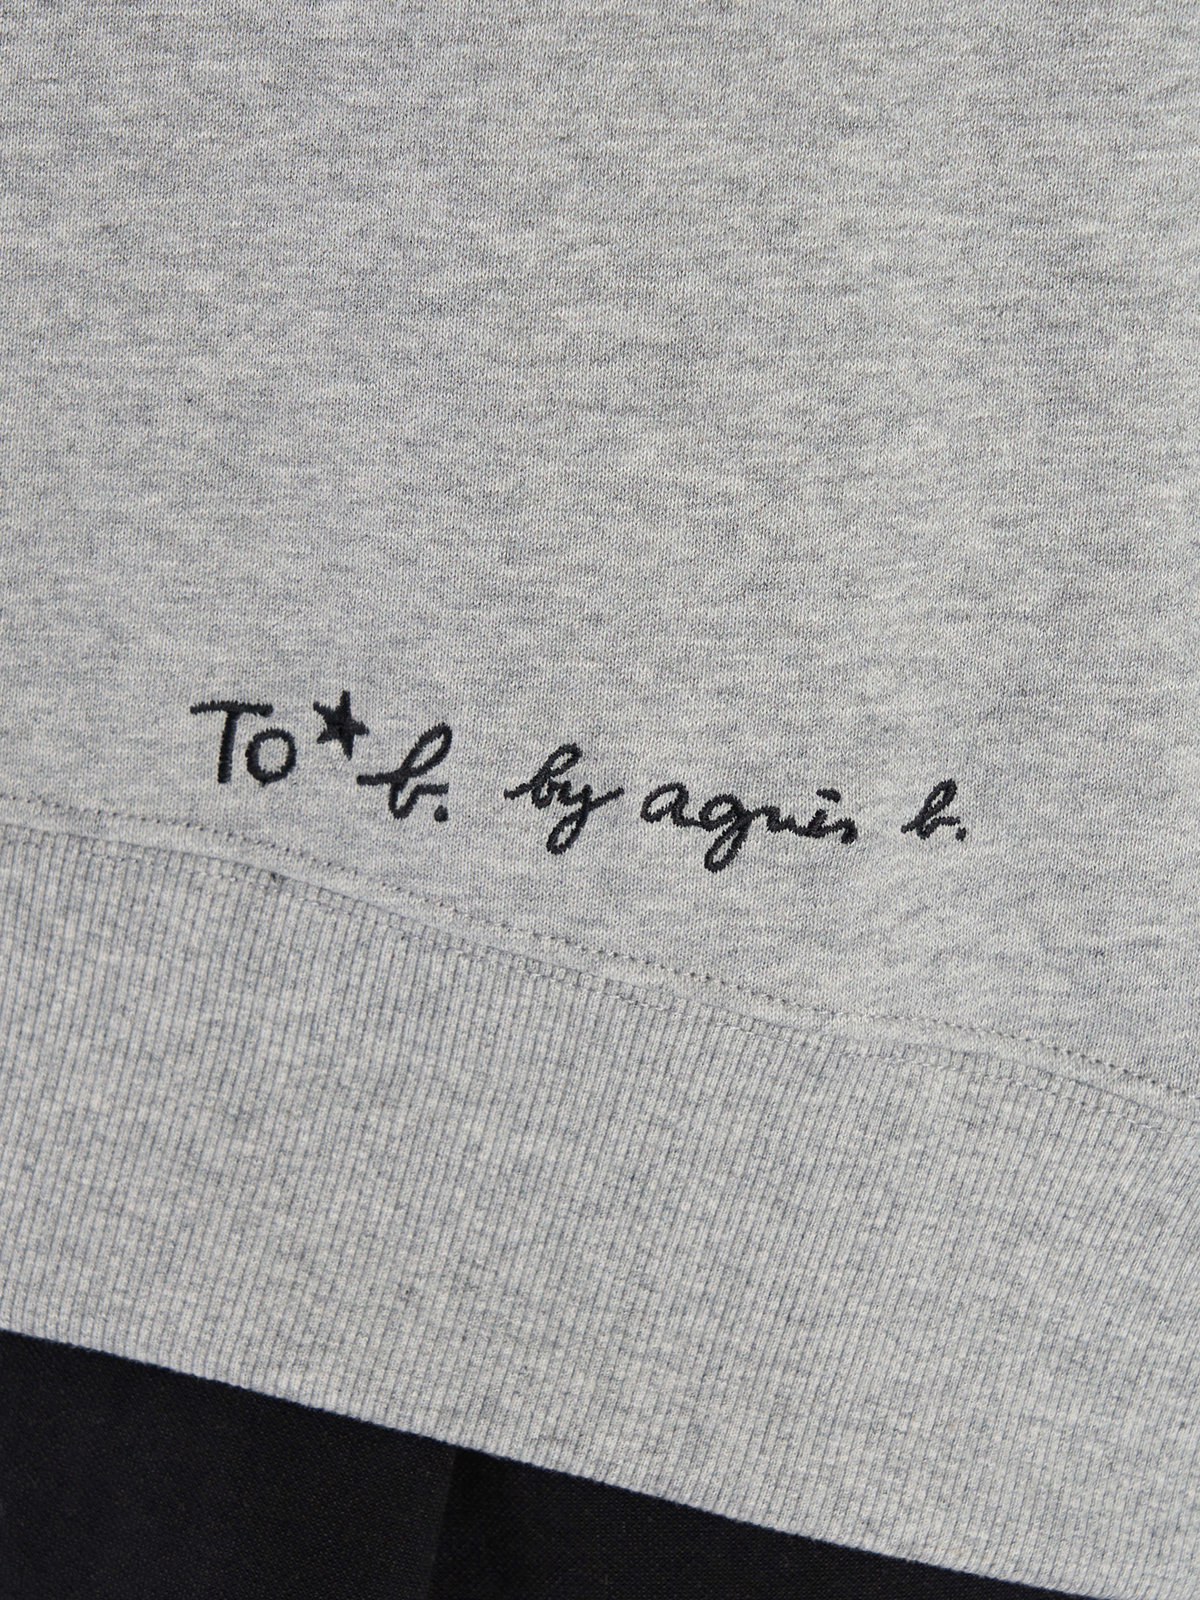 To★b. by agnès b.